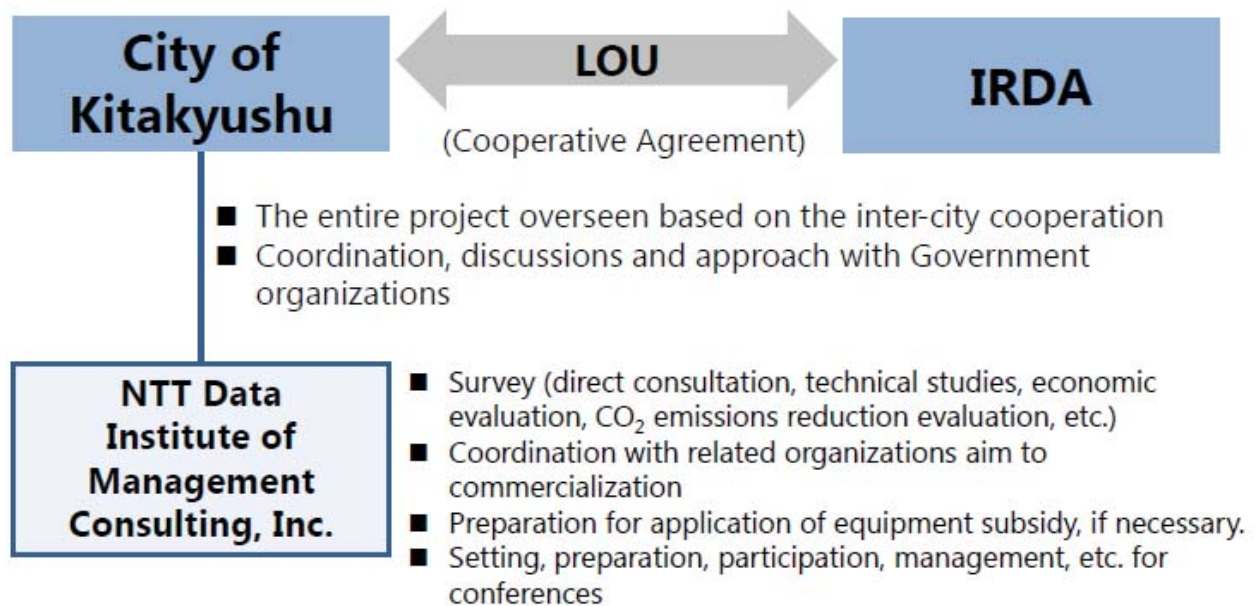 City of
Kitakyushu
LOU
(Cooperative Agreement)
IRDA
■ The entire project overseen based on the inter-city cooperation
■ Coordination, discussions and approach with Government
organizations
NTT Data
Institute of
Management
Consulting, Inc.
■ Survey (direct consultation, technical studies, economic
evaluation, CO₂ emissions reduction evaluation, etc.)
■ Coordination with related organizations aim to
commercialization
■ Preparation for application of equipment subsidy, if necessary.
■ Setting, preparation, participation, management, etc. for
conferences